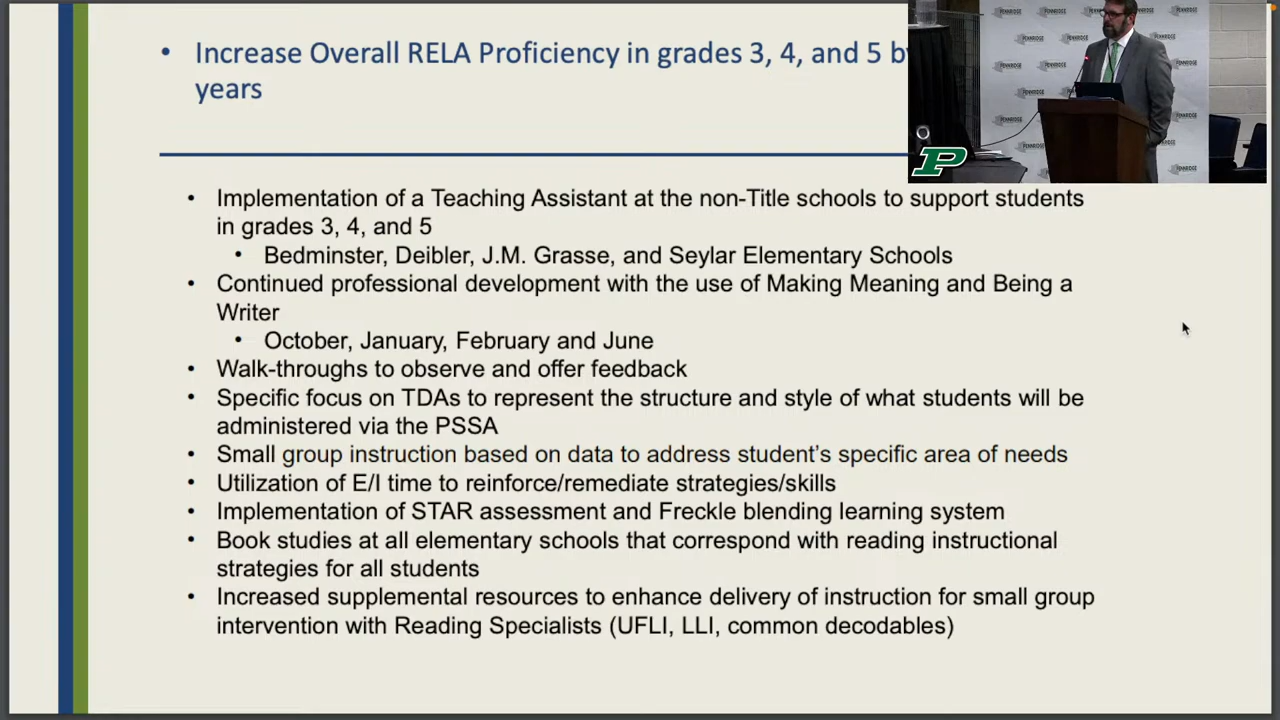 • Increase Overall RELA Proficiency in grades 3, 4, and 5
years
PENNRIDGE
P
• Implementation of a Teaching Assistant at the non-Title schools to support students
in grades 3, 4, and 5
• Bedminster, Deibler, J.M. Grasse, and Seylar Elementary Schools
• Continued professional development with the use of Making Meaning and Being a
Writer
• October, January, February and June
• Walk-throughs to observe and offer feedback
• Specific focus on TDAs to represent the structure and style of what students will be
administered via the PSSA
• Small group instruction based on data to address student’s specific area of needs
• Utilization of E/I time to reinforce/remediate strategies/skills
• Implementation of STAR assessment and Freckle blending learning system
• Book studies at all elementary schools that correspond with reading instructional
strategies for all students
• Increased supplemental resources to enhance delivery of instruction for small group
intervention with Reading Specialists (UFLI, LLI, common decodables)